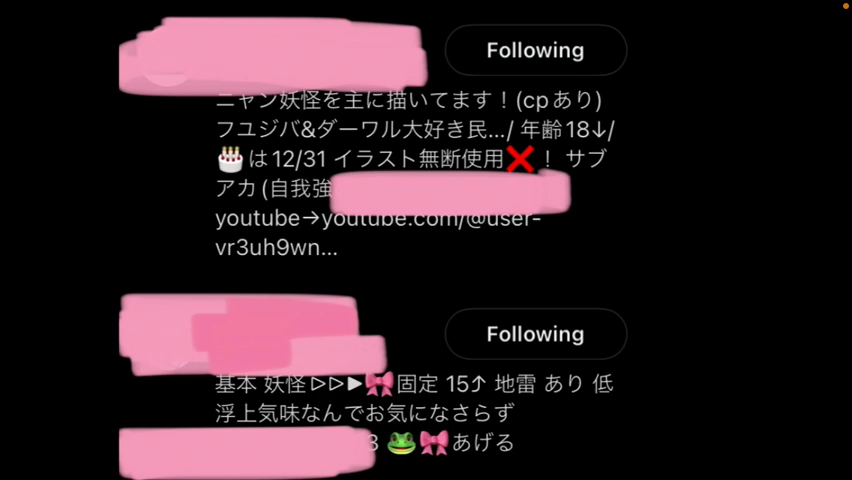 Following
ニャン妖怪を主に描いてます！(cpあり)
フユジバ&ダーワル大好き民…/ 年齢18↓/
🎂は12/31 イラスト無断使用❌！ サブ
アカ(自我強
youtube→youtube.com/@user-
vr3uh9wn...
Following
基本 妖怪▷▷▶🎀固定 15↑ 地雷 あり 低
浮上気味なんでお気になさらず
3 🐸🎀あげる